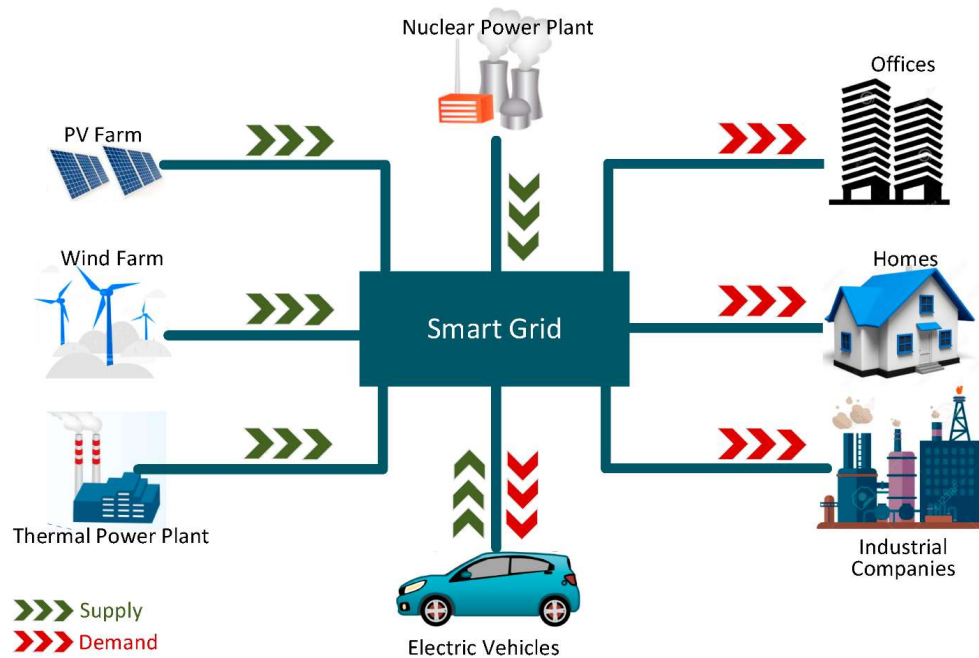 Nuclear Power Plant
Offices
PV Farm
Wind Farm
Homes
Smart Grid
Thermal Power Plant
Industrial
Companies
Supply
Demand
Electric Vehicles